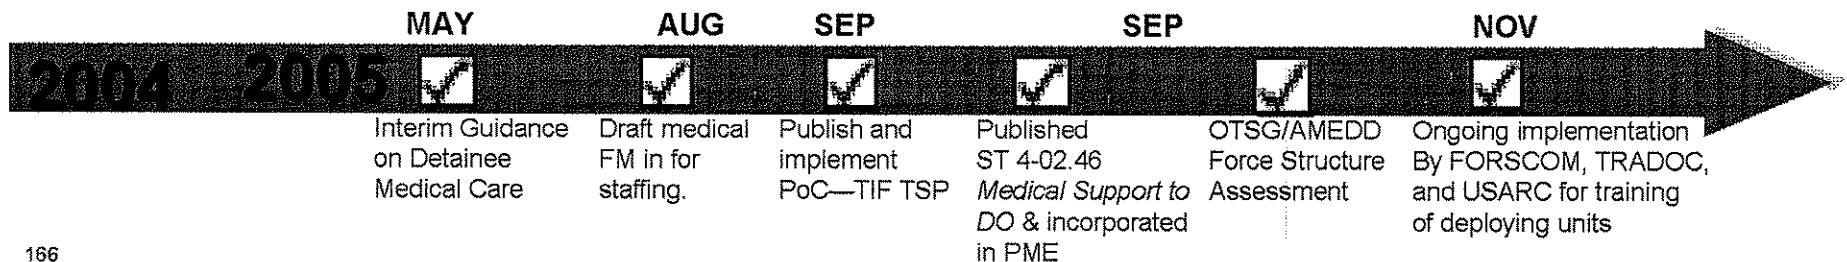 MAY AUG SEP SEP NOV
2004 2005
Interim Guidance
on Detainee
Medical Care
Draft medical
FM in for
staffing.
Publish and
implement
PoC—TIF TSP
Published
ST 4-02.46
Medical Support to
DO & incorporated
in PME
OTSG/AMEDD
Force Structure
Assessment
Ongoing implementation
By FORSCOM, TRADOC,
and USARC for training
of deploying units
166